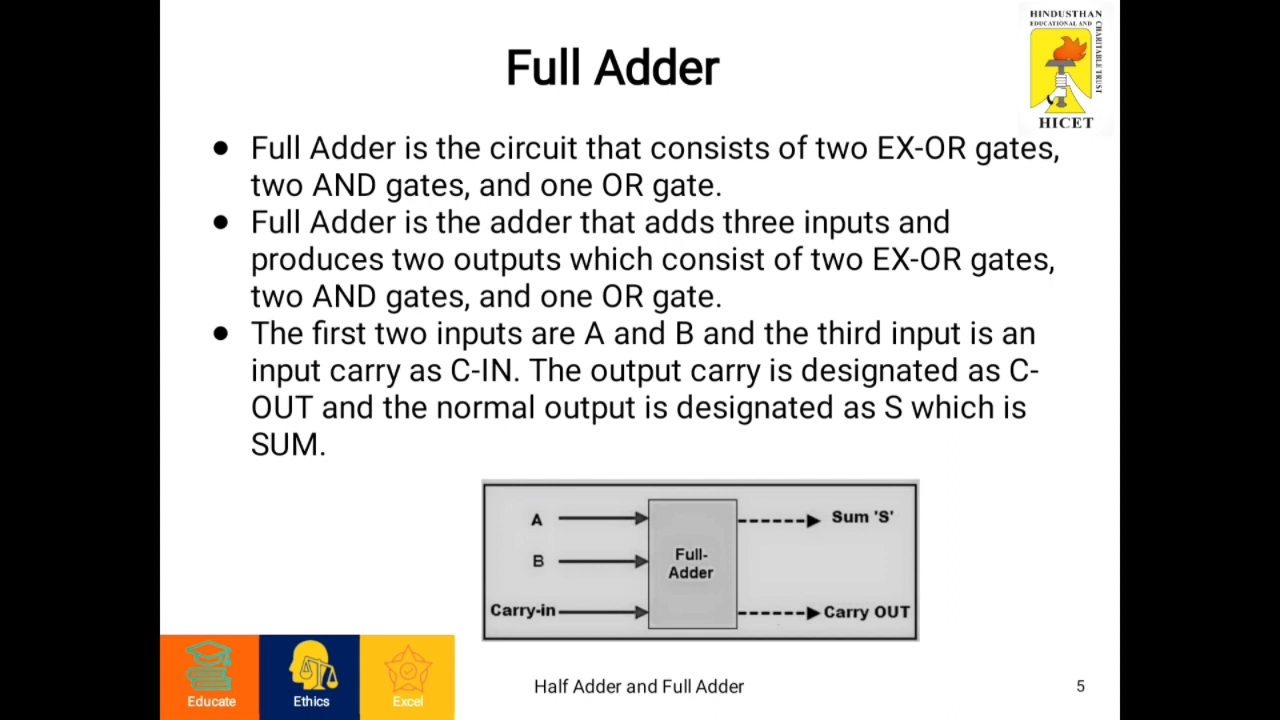 HINDUSTHAN
EDUCATIONAL AND
CHARITABLE TRUST
HICET
Full Adder
● Full Adder is the circuit that consists of two EX-OR gates,
two AND gates, and one OR gate.
● Full Adder is the adder that adds three inputs and
produces two outputs which consist of two EX-OR gates,
two AND gates, and one OR gate.
● The first two inputs are A and B and the third input is an
input carry as C-IN. The output carry is designated as C-
OUT and the normal output is designated as S which is
SUM.
A
B
Carry-in
Full-
Adder
Sum 'S'
Carry OUT
Educate
Ethics
Excel
Half Adder and Full Adder
5